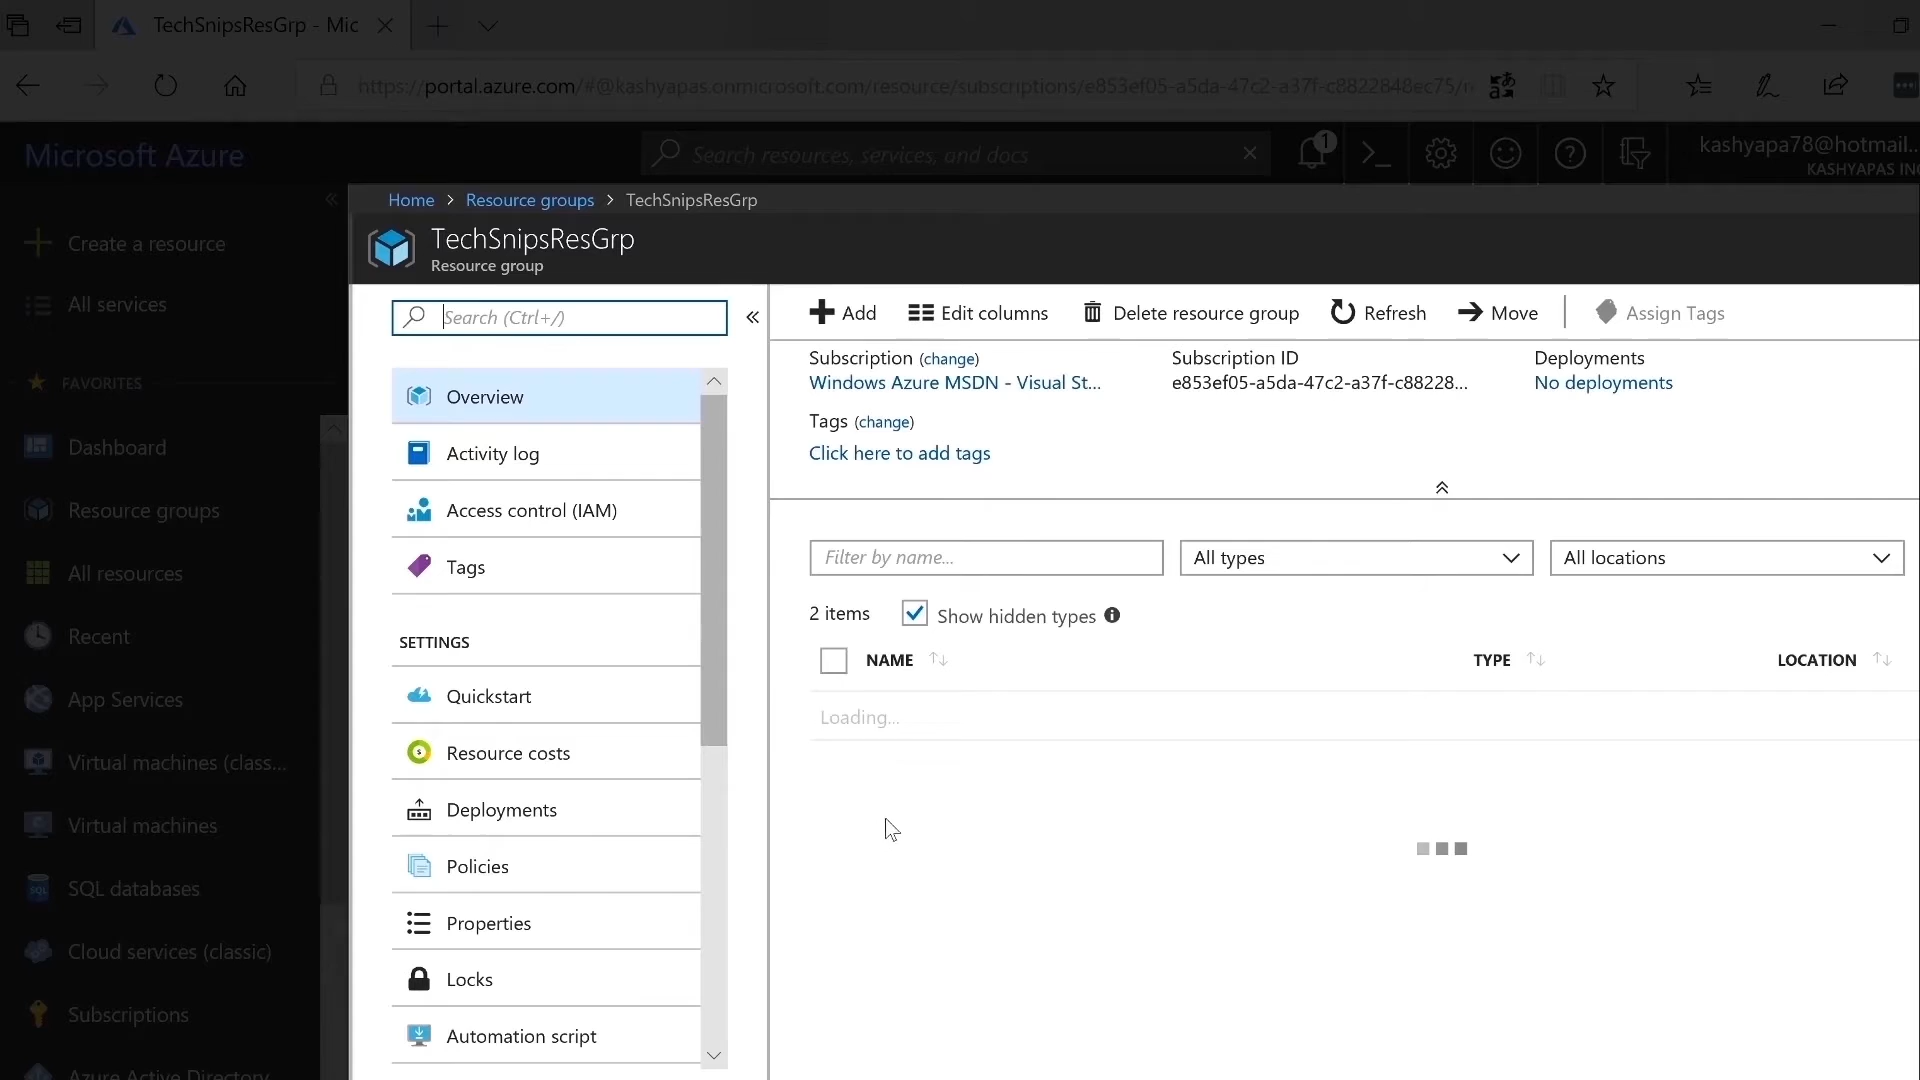 TechSnipsResGrp - Mic
https://portal.azure.com/#@kashyapas.onmicrosoft.com/resource/subscriptions/e853ef05-a5da-47c2-a37f-c8822848ec75/r
Microsoft Azure
Search resources, services, and docs
1
kashyapa78@hotmail...
KASHYAPAS INC
Home > Resource groups > TechSnipsResGrp
TechSnipsResGrp
Resource group
Create a resource
All services
FAVORITES
Dashboard
Resource groups
All resources
Recent
App Services
Virtual machines (class...
Virtual machines
SQL databases
Cloud services (classic)
Subscriptions
Azure Active Directory
Search (Ctrl+/)
Overview
Activity log
Access control (IAM)
Tags
SETTINGS
Quickstart
Resource costs
Deployments
Policies
Properties
Locks
Automation script
Add
Edit columns
Delete resource group
Refresh
Move
Assign Tags
Subscription (change)
Windows Azure MSDN - Visual St...
Subscription ID
e853ef05-a5da-47c2-a37f-c88228...
Deployments
No deployments
Tags (change)
Click here to add tags
Filter by name...
All types
All locations
2 items
Show hidden types
NAME
TYPE
LOCATION
Loading...